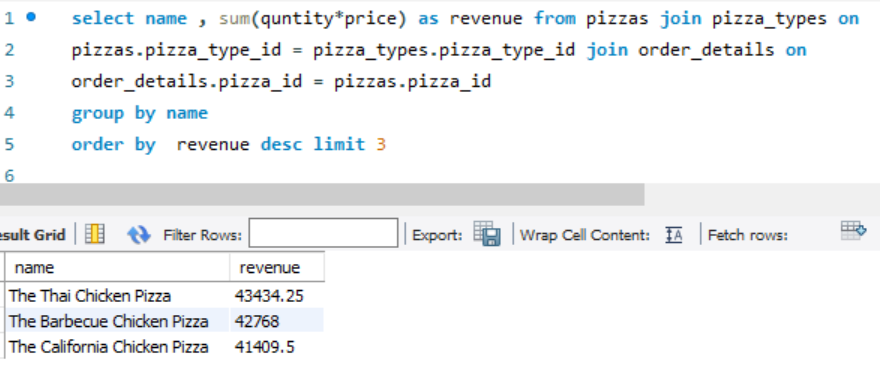 1 select name , sum(quntity*price) as revenue from pizzas join pizza_types on
2 pizzas.pizza_type_id = pizza_types.pizza_type_id join order_details on
3 order_details.pizza_id = pizzas.pizza_id
4 group by name
5 order by  revenue desc limit 3
6
esult Grid Filter Rows: Export: Wrap Cell Content: IA Fetch rows:
name revenue
The Thai Chicken Pizza 43434.25
The Barbecue Chicken Pizza 42768
The California Chicken Pizza 41409.5